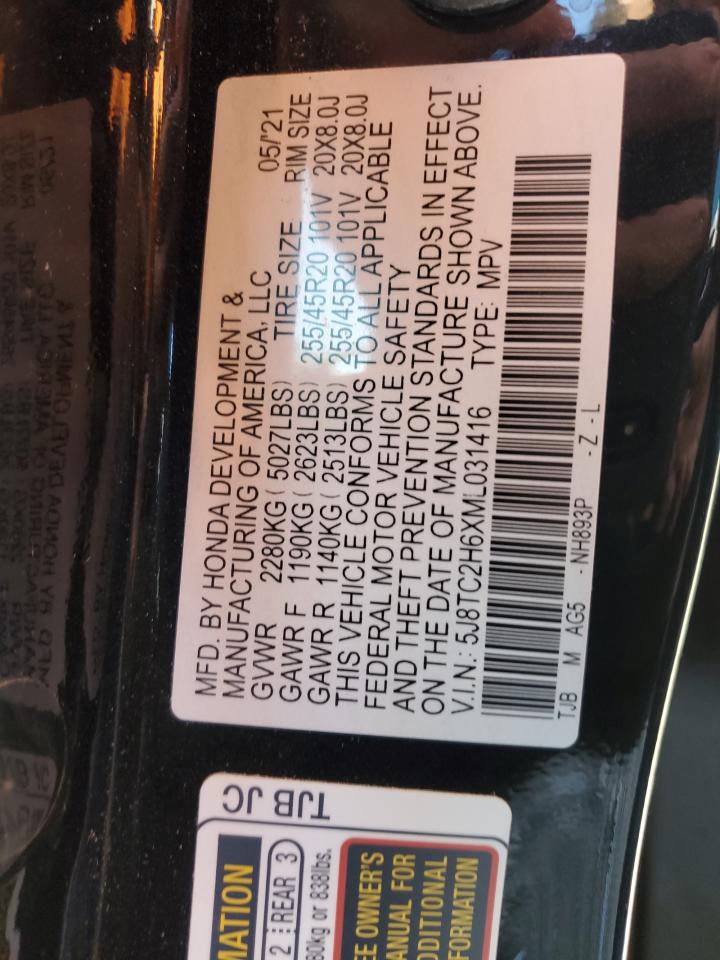 MFD. BY HONDA DEVELOPMENT &
MANUFACTURING OF AMERICA, LLC 05/'21
GVWR 2280KG ( 5027LBS) TIRE SIZE RIM SIZE
GAWR F 1190KG ( 2623LBS) 255/45R20 101V 20X8.0J
GAWR R 1140KG ( 2513LBS) 255/45R20 101V 20X8.0J
THIS VEHICLE CONFORMS TO ALL APPLICABLE
FEDERAL MOTOR VEHICLE SAFETY
AND THEFT PREVENTION STANDARDS IN EFFECT
ON THE DATE OF MANUFACTURE SHOWN ABOVE.
V.I.N.: 5J8TC2H6XML031416 TYPE: MPV
TJB M AG5 - NH893P - Z - L
TJB JC
MATION
2 REAR 3
80kg or 838lbs.
EE OWNER'S
ANUAL FOR
DDITIONAL
FORMATION